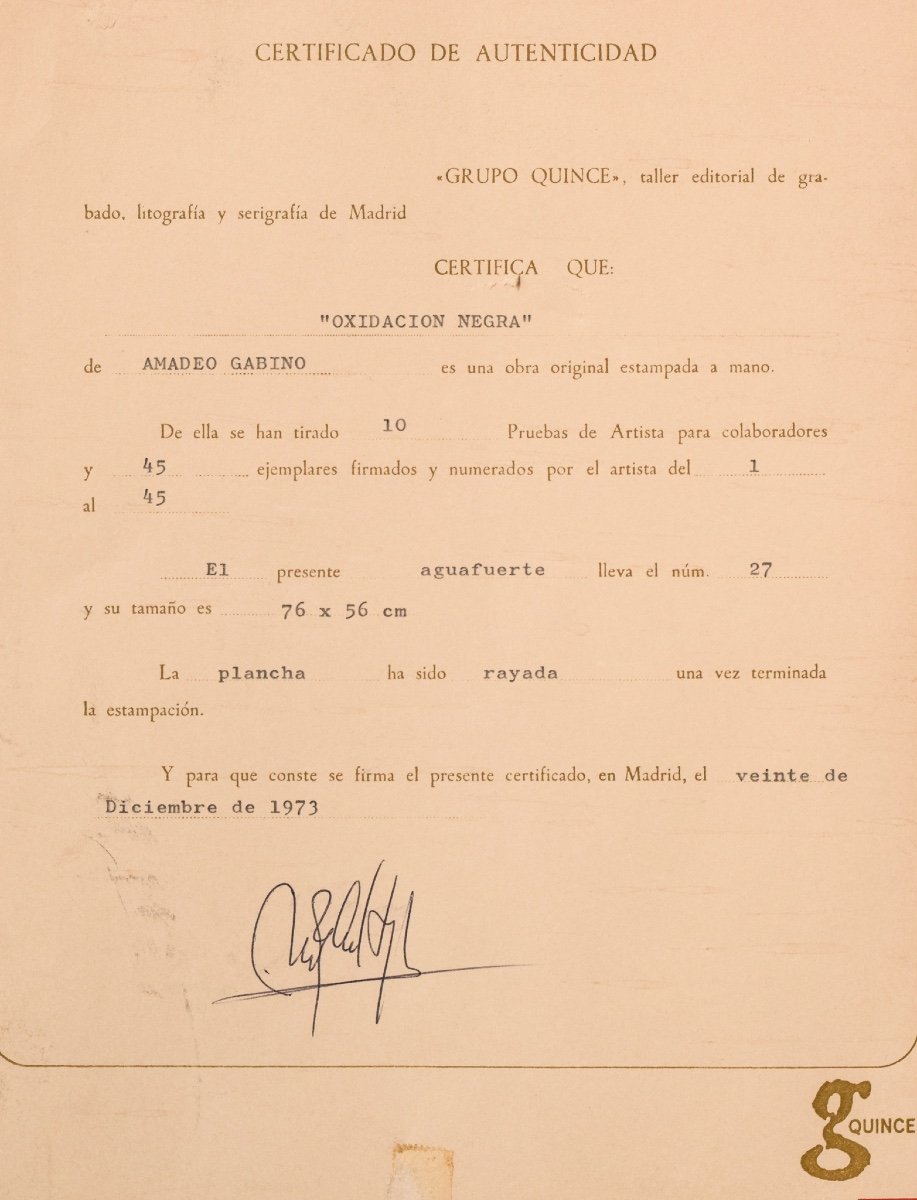 CERTIFICADO DE AUTENTICIDAD
«GRUPO QUINCE», taller editorial de gra-
bado, litografía y serigrafía de Madrid
CERTIFICA QUE:
"OXIDACION NEGRA"
de AMADEO GABINO es una obra original estampada a mano.
De ella se han tirado 10 Pruebas de Artista para colaboradores
y 45 ejemplares firmados y numerados por el artista del 1
al 45
El presente aguafuerte lleva el núm. 27
y su tamaño es 76 x 56 cm
La plancha ha sido rayada una vez terminada
la estampación.
Y para que conste se firma el presente certificado, en Madrid, el veinte de
Diciembre de 1973
g QUINCE